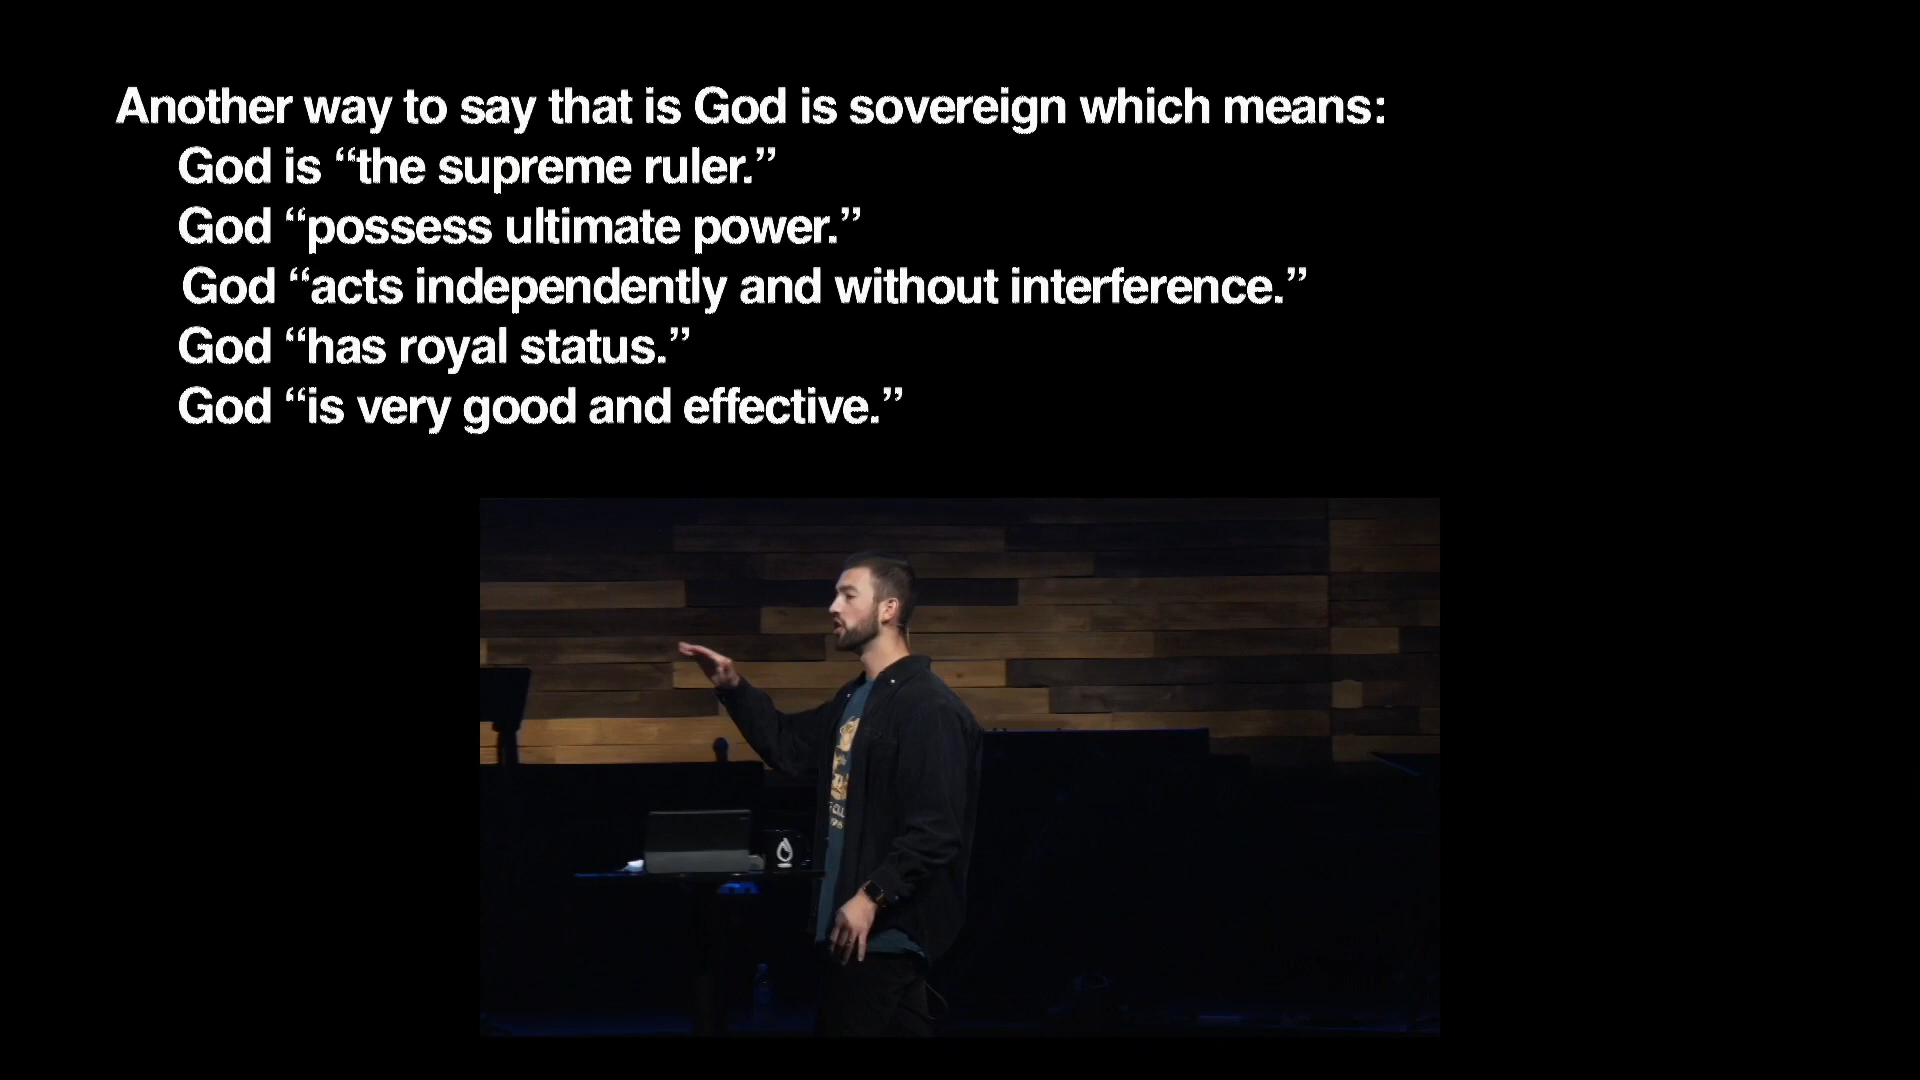 Another way to say that is God is sovereign which means:
God is “the supreme ruler.”
God “possess ultimate power.”
God “acts independently and without interference.”
God “has royal status.”
God “is very good and effective.”